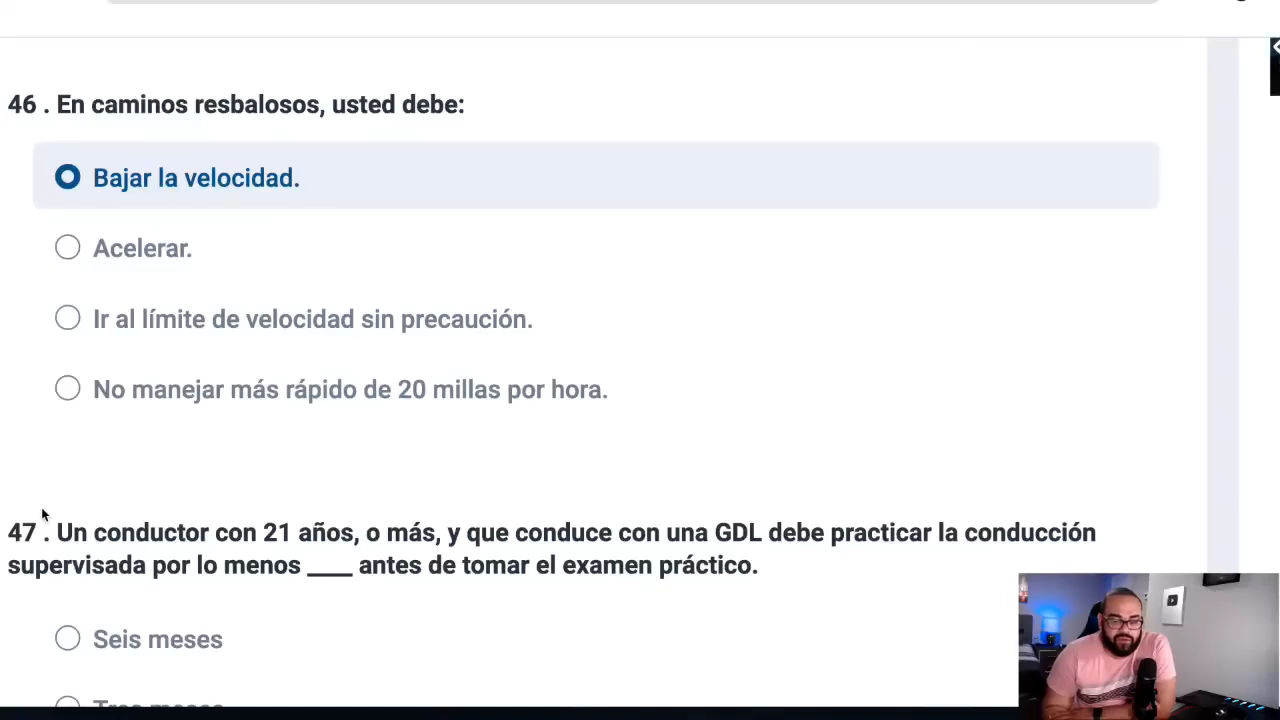 46 . En caminos resbalosos, usted debe:
Bajar la velocidad.
Acelerar.
Ir al límite de velocidad sin precaución.
No manejar más rápido de 20 millas por hora.
47 . Un conductor con 21 años, o más, y que conduce con una GDL debe practicar la conducción
supervisada por lo menos ____ antes de tomar el examen práctico.
Seis meses
Tres meses